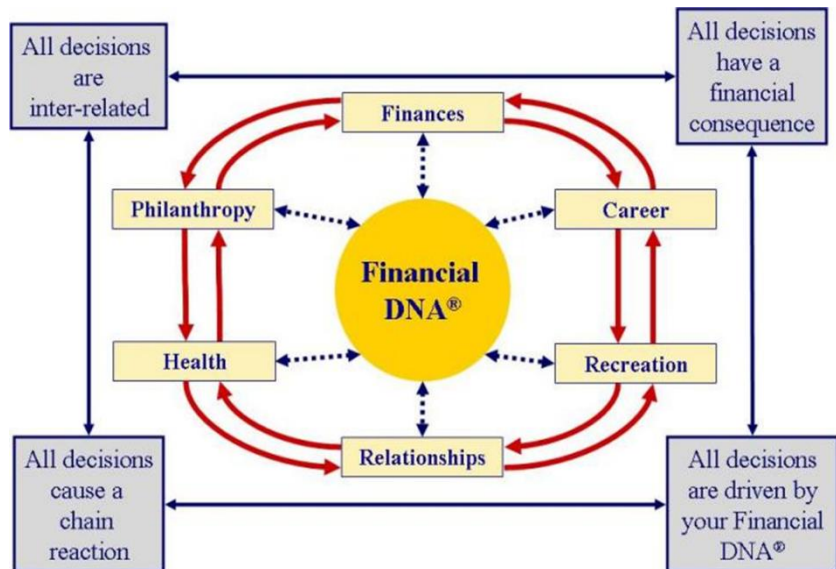 All decisions
are
inter-related
All decisions
have a
financial
consequence
Finances
Philanthropy
Career
Financial
DNA®
Health
Recreation
Relationships
All decisions
cause a
chain
reaction
All decisions
are driven by
your Financial
DNA®